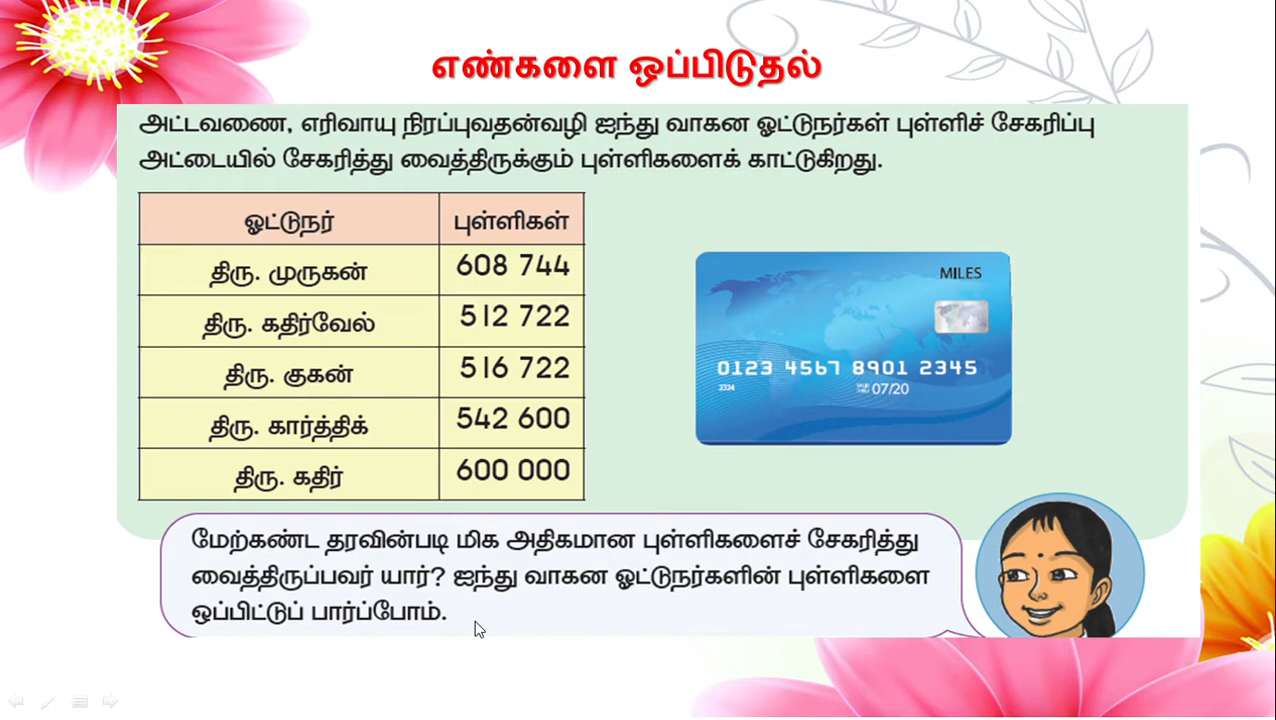 எண்களை ஒப்பிடுதல்
அட்டவணை, எரிவாயு நிரப்புவதன்வழி ஐந்து வாகன ஓட்டுநர்கள் புள்ளிச் சேகரிப்பு
அட்டையில் சேகரித்து வைத்திருக்கும் புள்ளிகளைக் காட்டுகிறது.
ஓட்டுநர் புள்ளிகள்
திரு. முருகன் 608 744
திரு. கதிர்வேல் 512 722
திரு. குகன் 516 722
திரு. கார்த்திக் 542 600
திரு. கதிர் 600 000
MILES
0123 4567 8901 2345
3334 07/20
மேற்கண்ட தரவின்படி மிக அதிகமான புள்ளிகளைச் சேகரித்து
வைத்திருப்பவர் யார்? ஐந்து வாகன ஓட்டுநர்களின் புள்ளிகளை
ஒப்பிட்டுப் பார்ப்போம்.